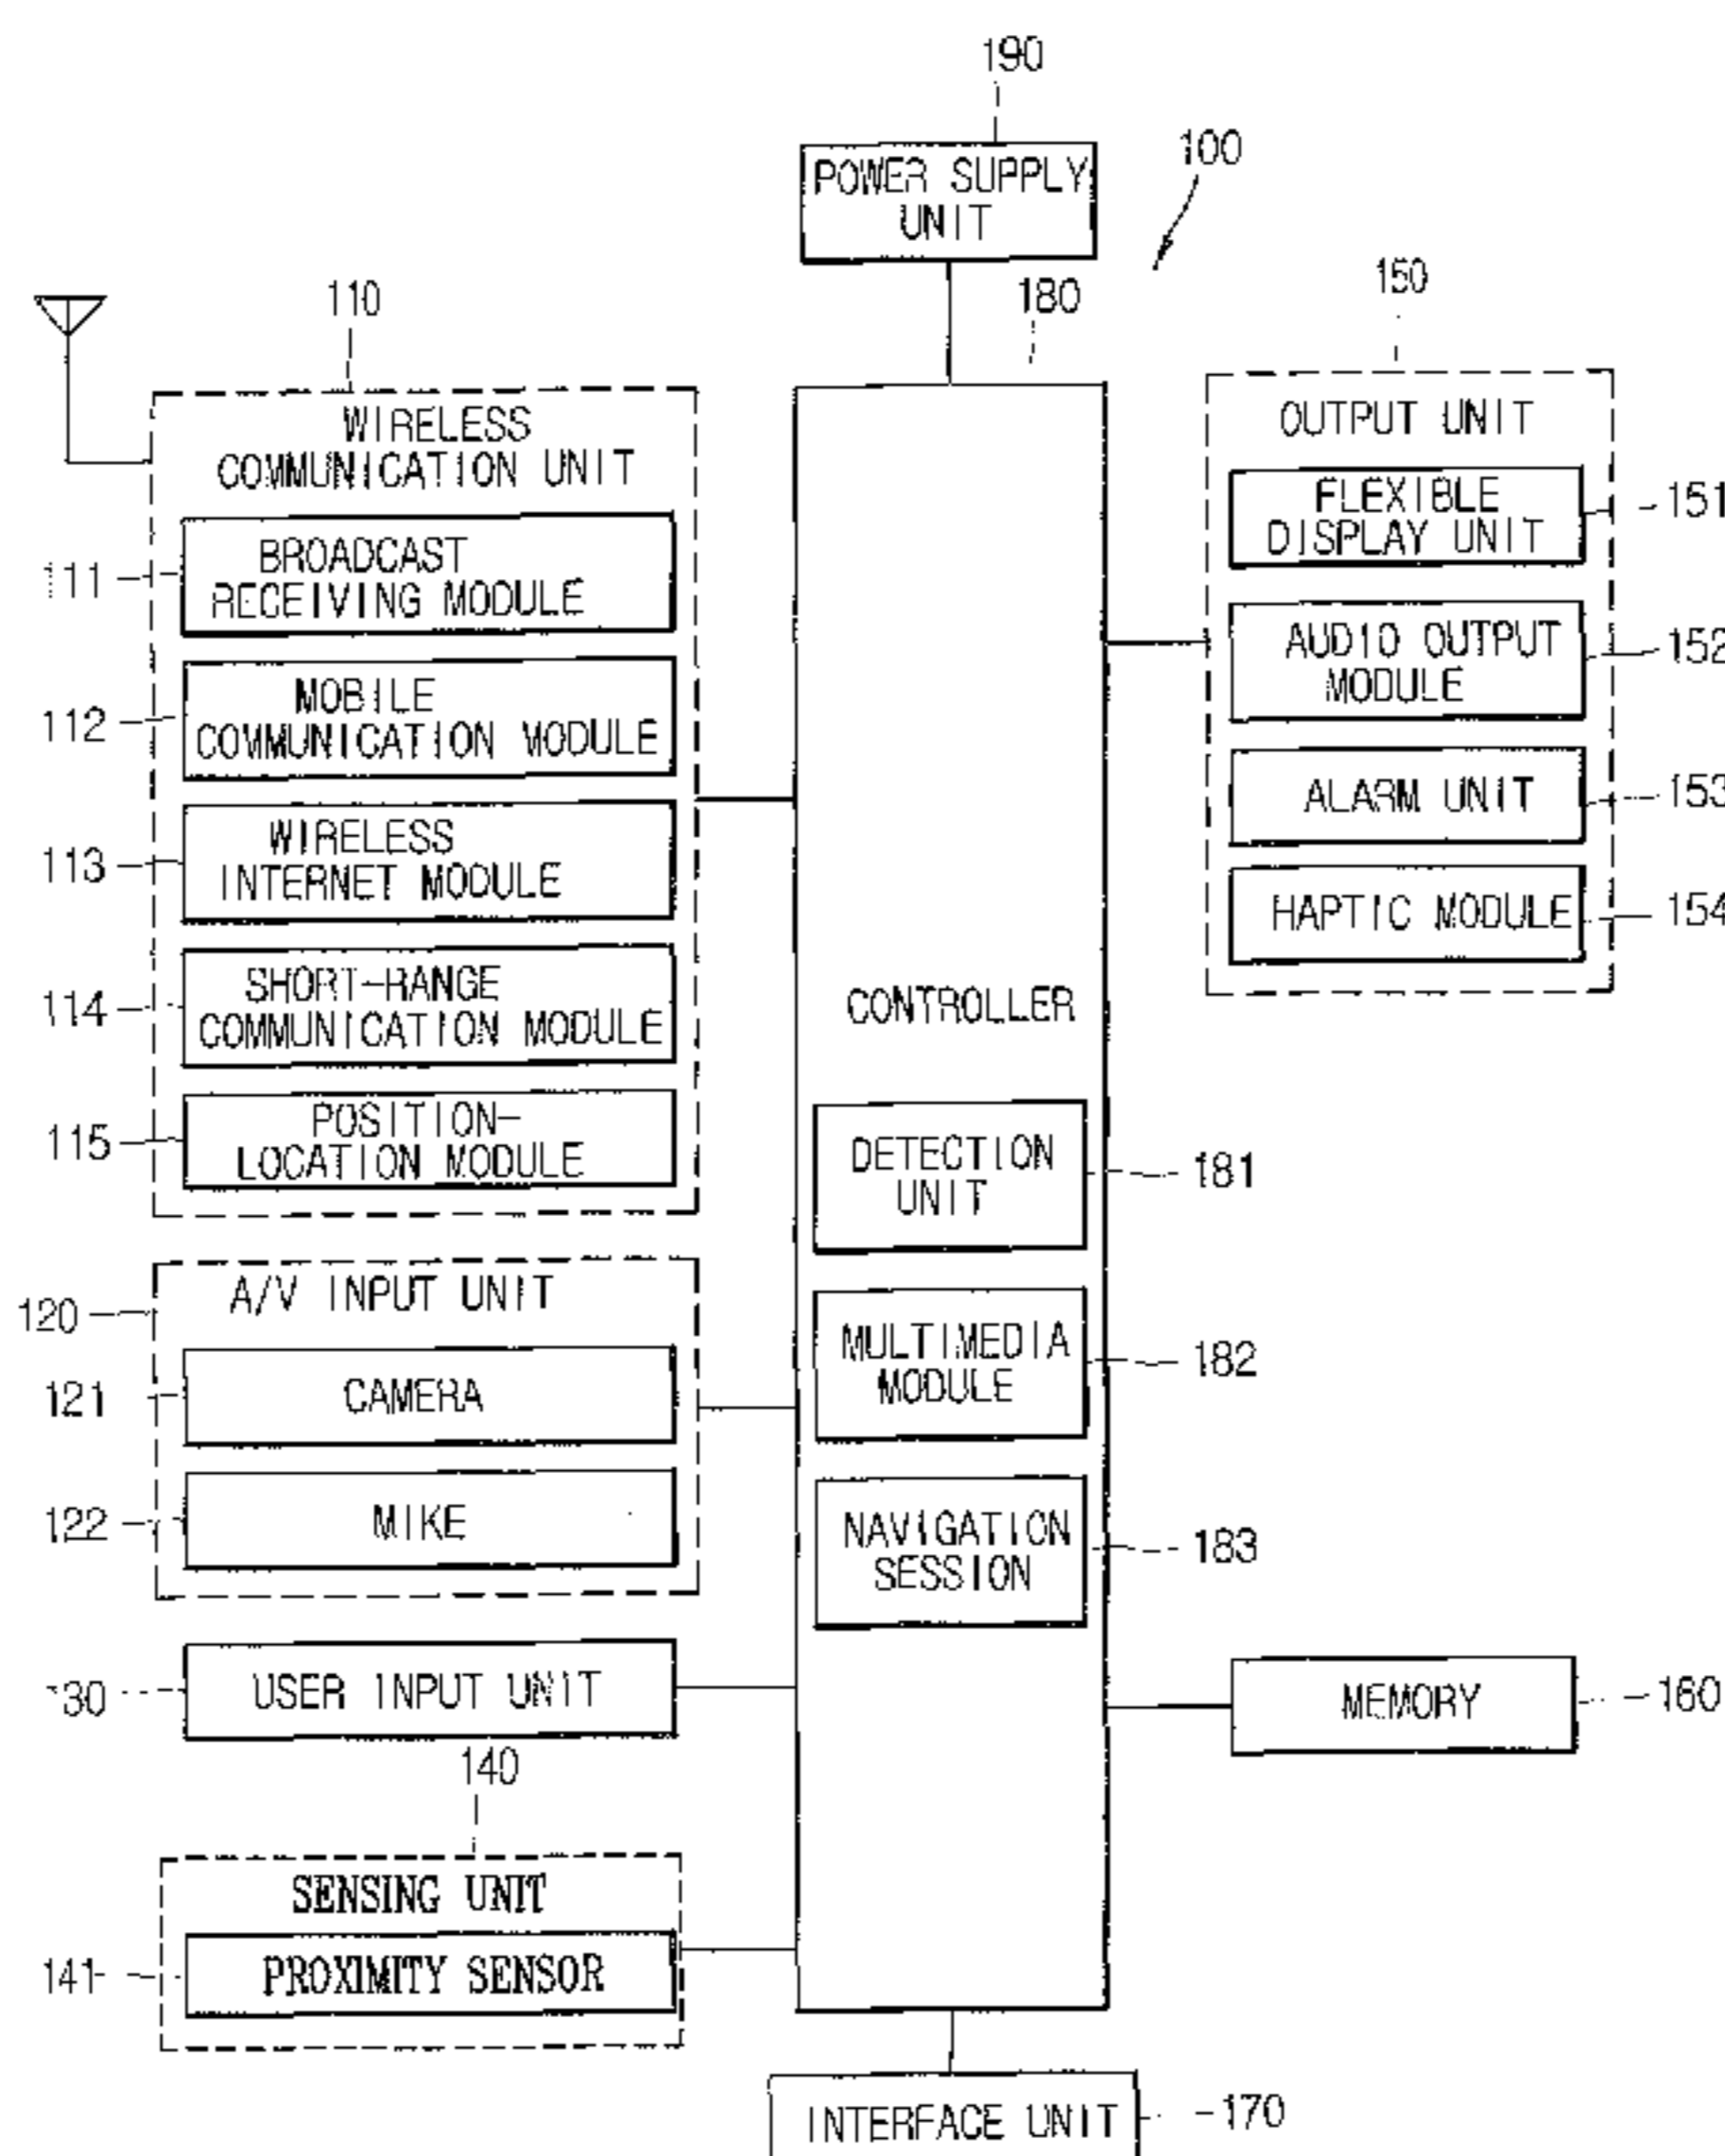 190
POWER SUPPLY
UNIT
100
180
110
WIRELESS
COMMUNICATION UNIT
111
BROADCAST
RECEIVING MODULE
112
MOBILE
COMMUNICATION MODULE
113
WIRELESS
INTERNET MODULE
114
SHORT-RANGE
COMMUNICATION MODULE
115
POSITION-
LOCATION MODULE
120
A/V INPUT UNIT
121
CAMERA
122
MIKE
130
USER INPUT UNIT
140
SENSING UNIT
141
PROXIMITY SENSOR
CONTROLLER
DETECTION
UNIT
181
MULTIMEDIA
MODULE
182
NAVIGATION
SESSION
183
150
OUTPUT UNIT
FLEXIBLE
DISPLAY UNIT
151
AUDIO OUTPUT
MODULE
152
ALARM UNIT
153
HAPTIC MODULE
154
MEMORY
160
INTERFACE UNIT
170